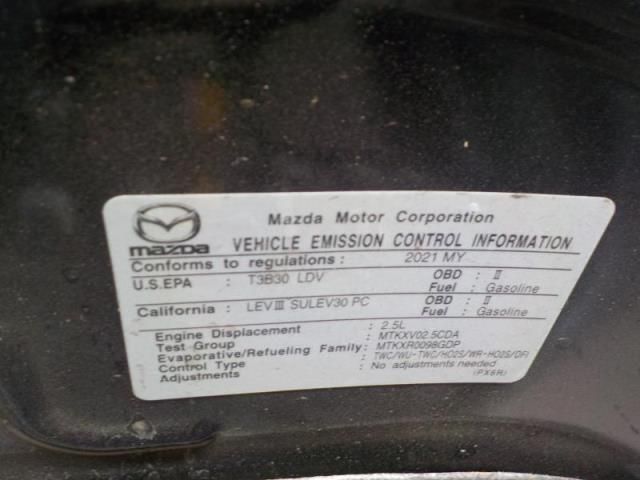 Mazda Motor Corporation
mazda VEHICLE EMISSION CONTROL INFORMATION
Conforms to regulations : 2021 MY
U.S.EPA : T3B30 LDV OBD : II
Fuel : Gasoline
California : LEVIII SULEV30 PC OBD : II
Fuel : Gasoline
Engine Displacement : 2.5L
Test Group : MTKXV02.5CDA
Evaporative/Refueling Family: MTKXR0098GDP
Control Type : TWC/WU-TWC/HO2S/WR-HO2S/DFI
Adjustments : No adjustments needed
(PX6R)